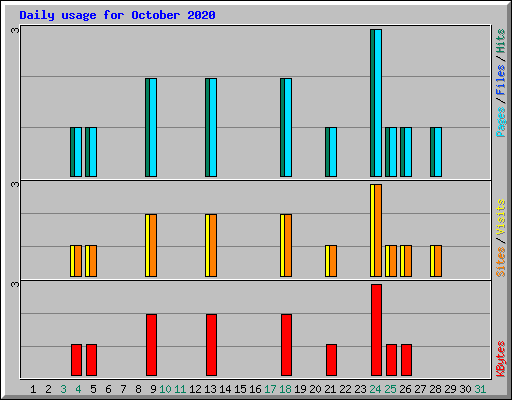 Daily usage for October 2020
3
3
3
Pages / Files / Hits
Sites / Visits
KBytes
1 2 3 4 5 6 7 8 9 10 11 12 13 14 15 16 17 18 19 20 21 22 23 24 25 26 27 28 29 30 31